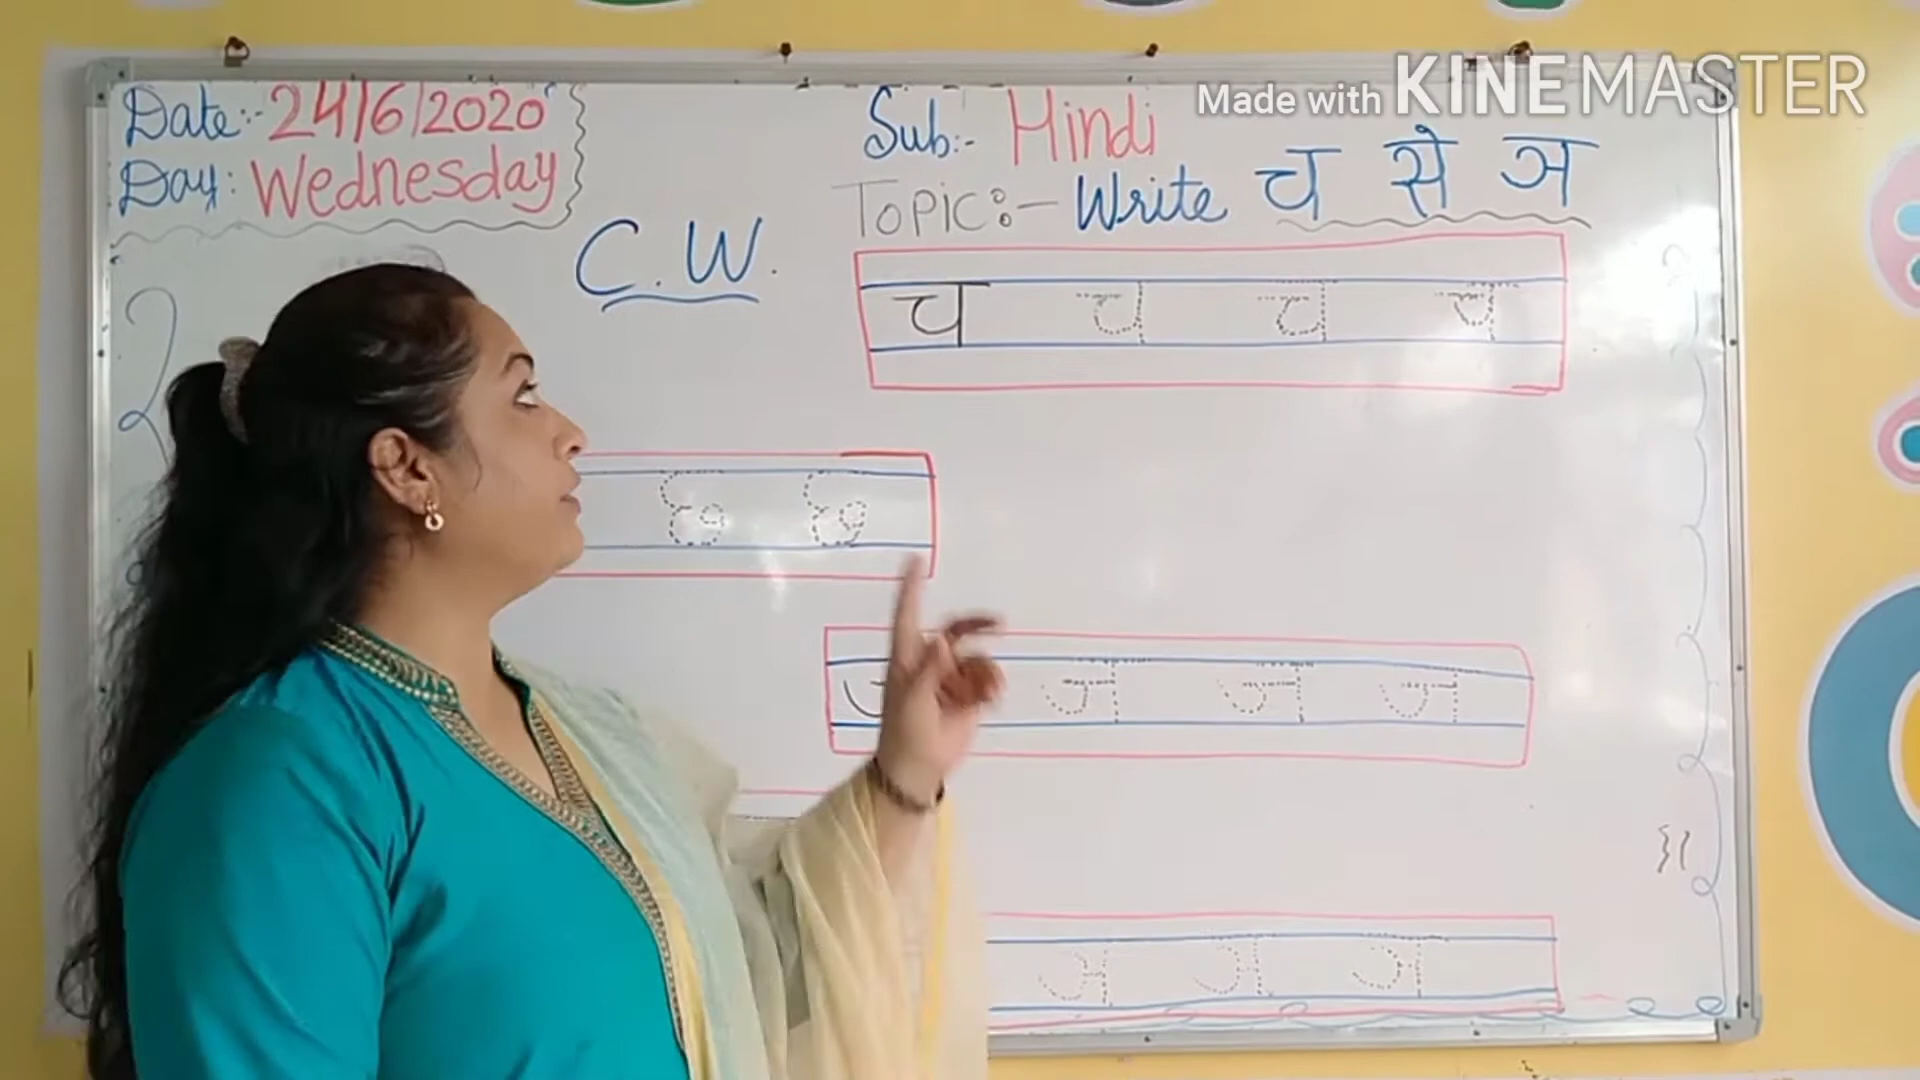 Made with KINEMASTER
Date:- 24/6/2020
Day: Wednesday
Sub:- Hindi
Topic:- Write च से ञ
C.W.
च च च च
छ छ
ज ज ज
ञ ञ ञ